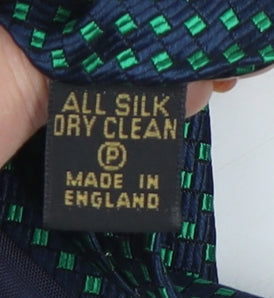 ALL SILK
DRY CLEAN
Ⓟ
MADE IN
ENGLAND